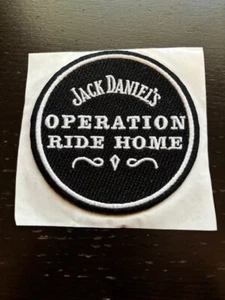 JACK DANIEL'S
OPERATION
RIDE HOME